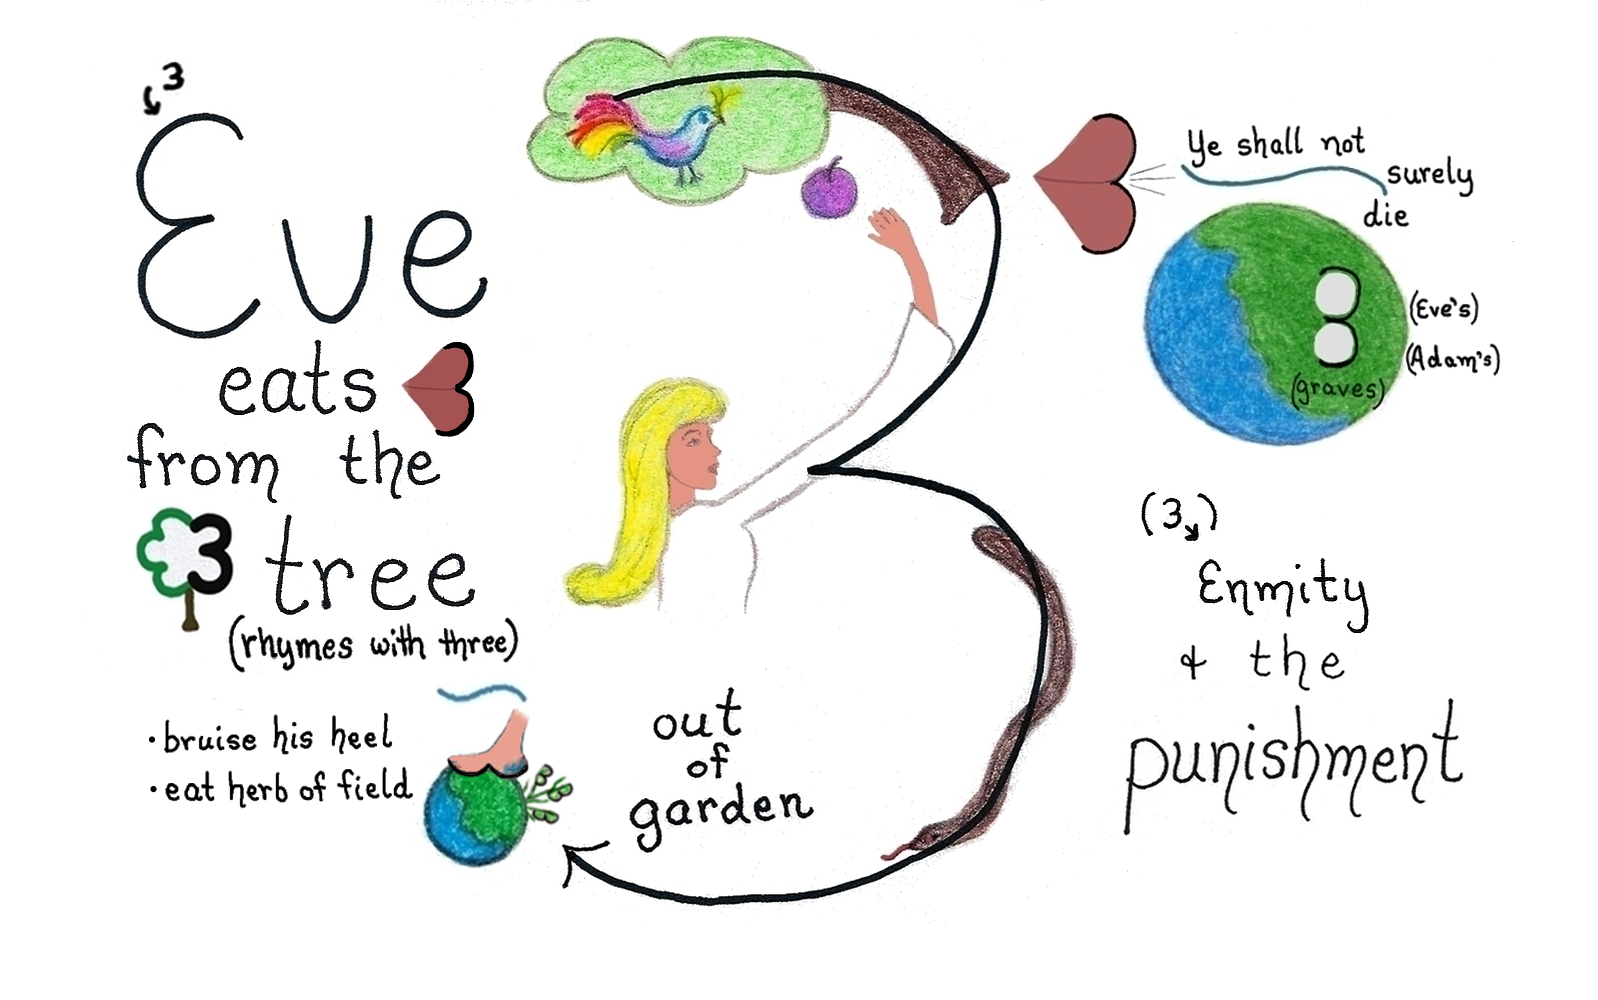 3
Eve
eats
from the
tree
(rhymes with three)
• bruise his heel
• eat herb of field
out
of
garden
Ye shall not
surely
die
(Eve's)
(Adam's)
(graves)
(3)
Enmity
& the
punishment